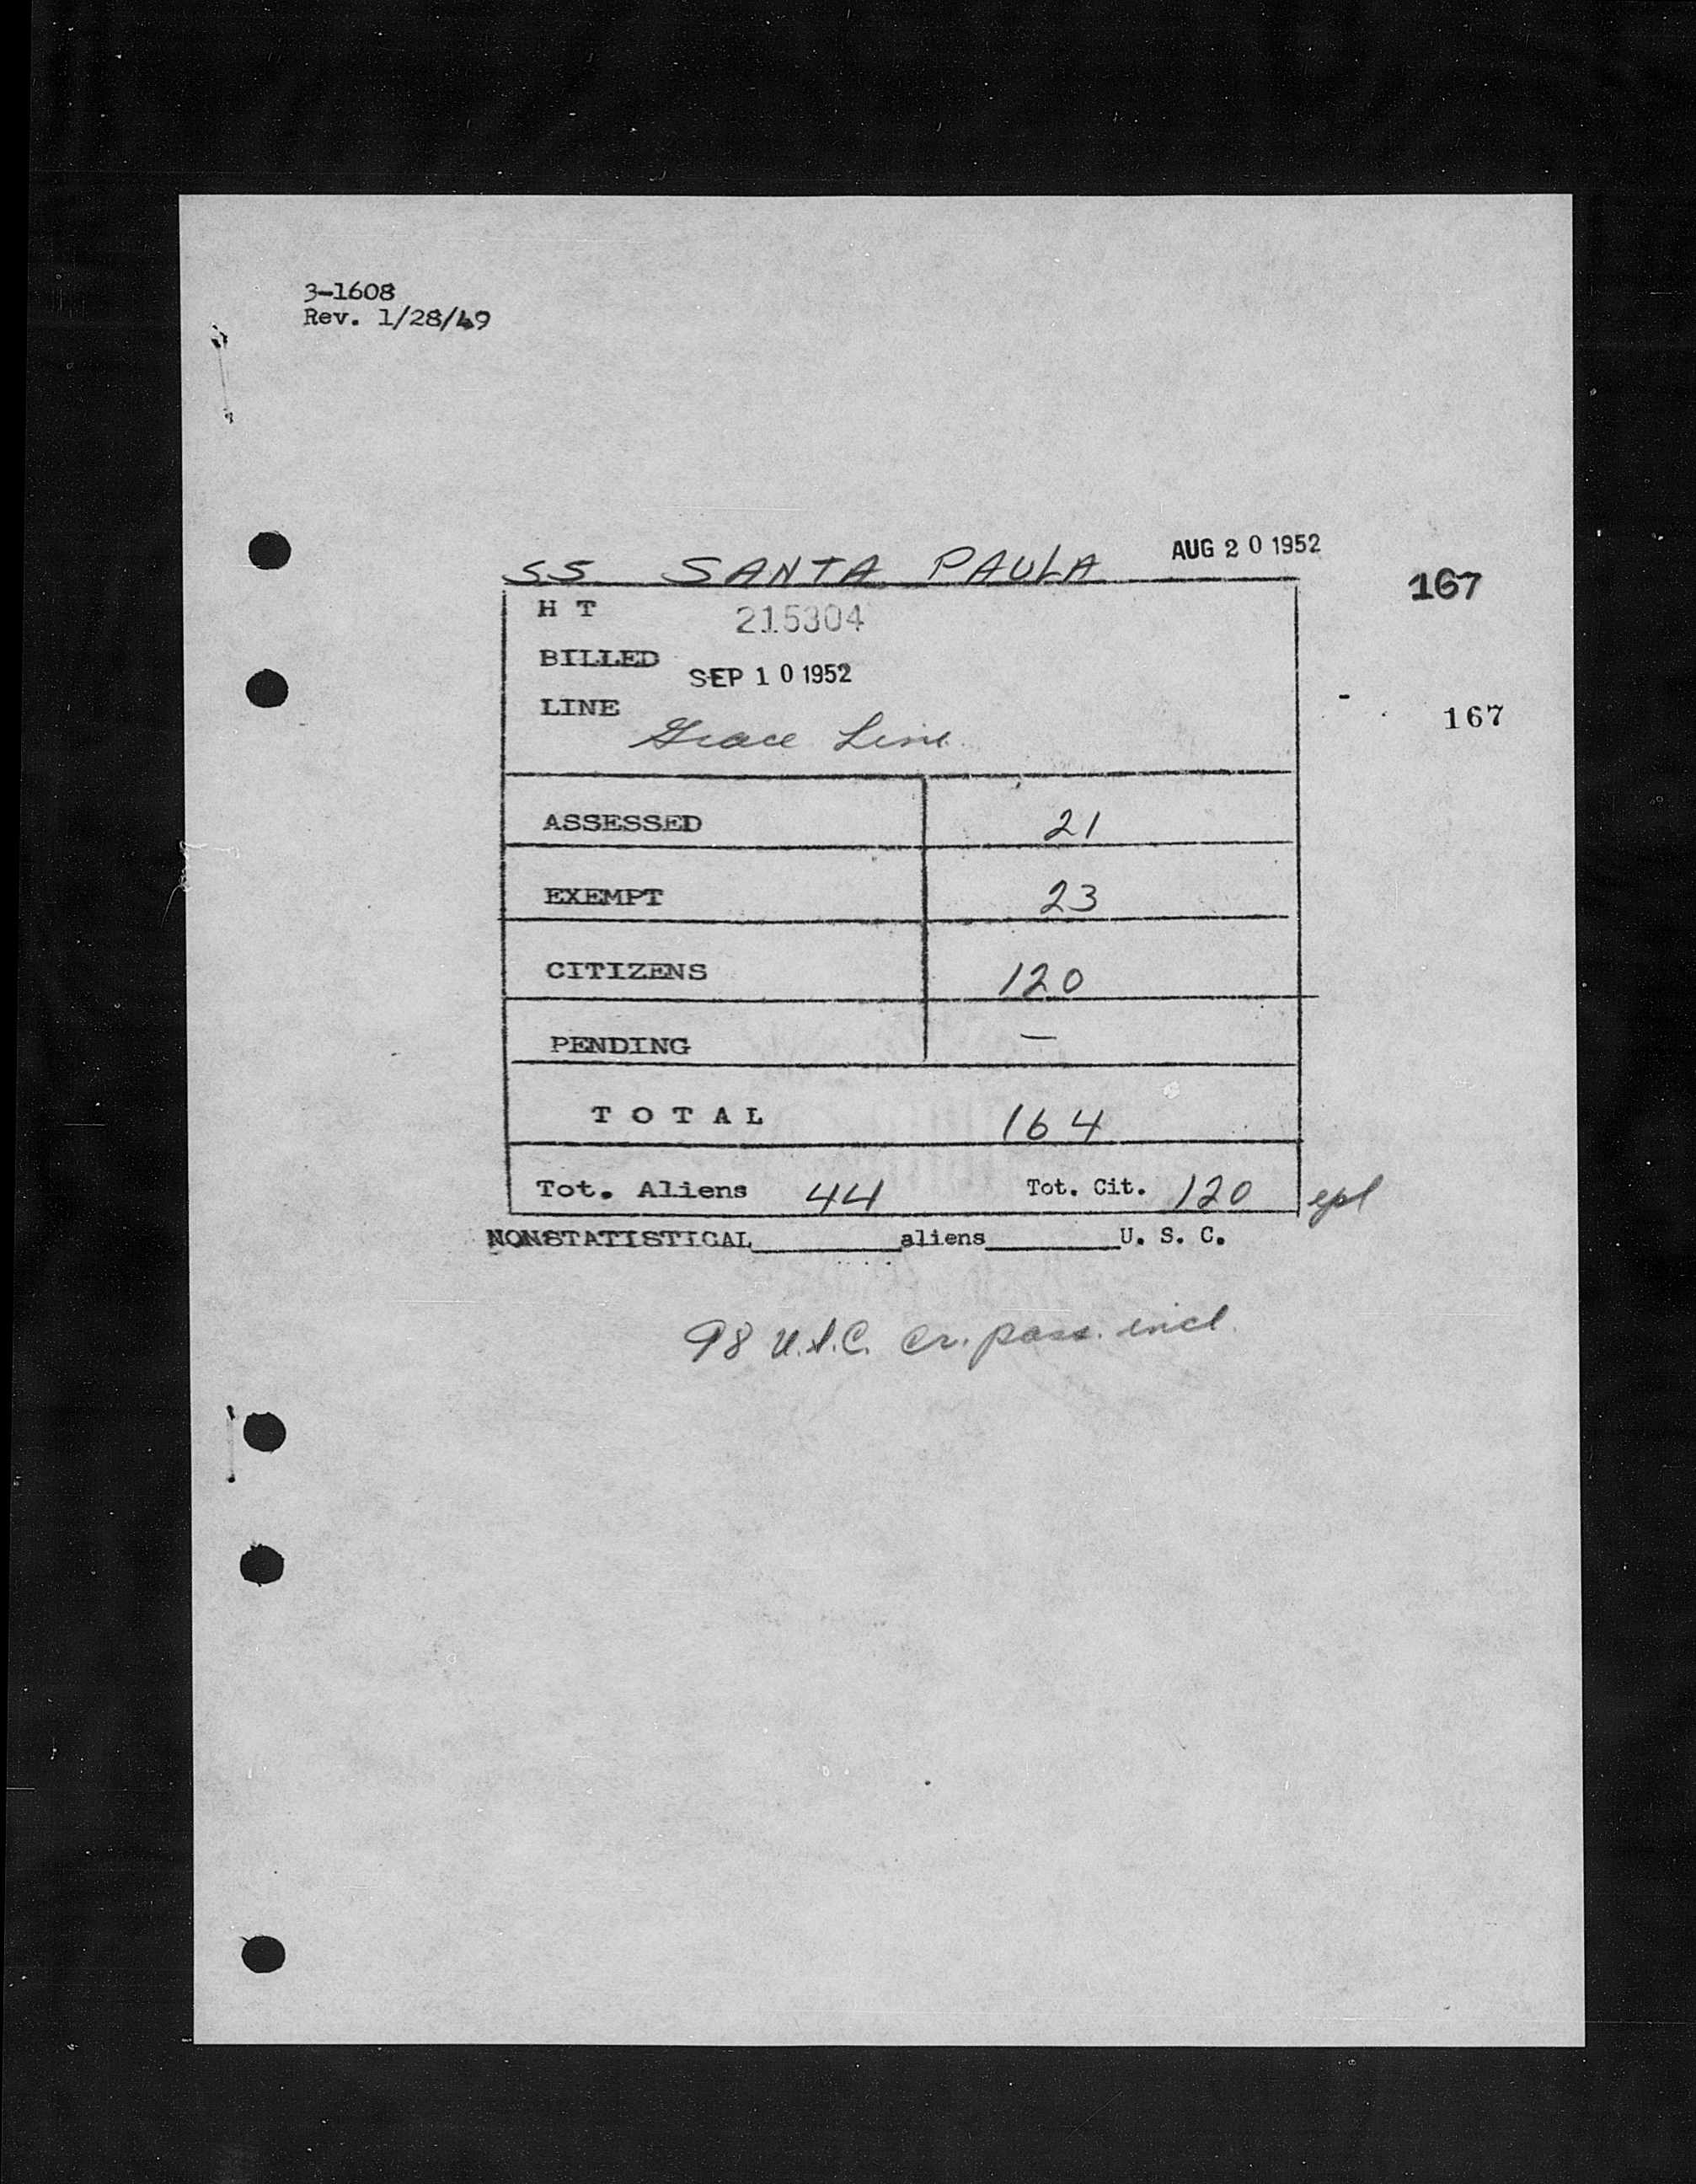 3-1608
Rev. 1/28/49
SS SANTA PAULA AUG 20 1952
167
H T 215304
BILLED SEP 10 1952
LINE Grace Line
167
ASSESSED 21
EXEMPT 23
CITIZENS 120
PENDING —
TOTAL 164
Tot. Aliens 44 Tot. Cit. 120
NONSTATISTICAL aliens U. S. C.
98 U.S.C. Cr. pass. incl.